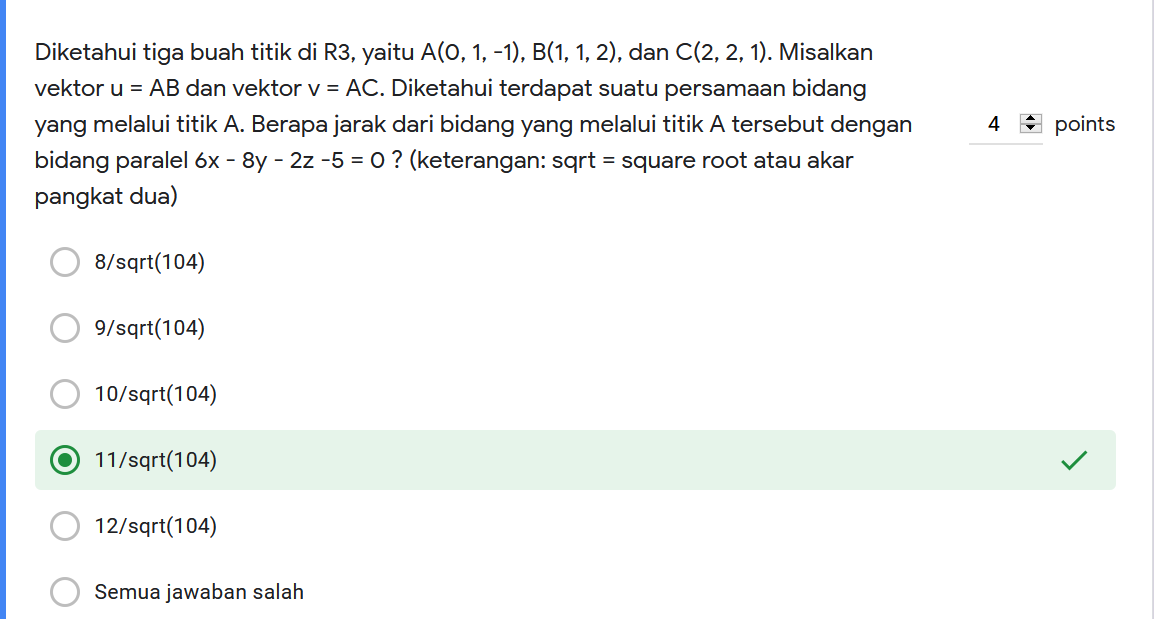 Diketahui tiga buah titik di R3, yaitu A(0, 1, -1), B(1, 1, 2), dan C(2, 2, 1). Misalkan
vektor u = AB dan vektor v = AC. Diketahui terdapat suatu persamaan bidang
yang melalui titik A. Berapa jarak dari bidang yang melalui titik A tersebut dengan
bidang paralel 6x - 8y - 2z -5 = 0 ? (keterangan: sqrt = square root atau akar
pangkat dua)
4 points
8/sqrt(104)
9/sqrt(104)
10/sqrt(104)
11/sqrt(104)
12/sqrt(104)
Semua jawaban salah